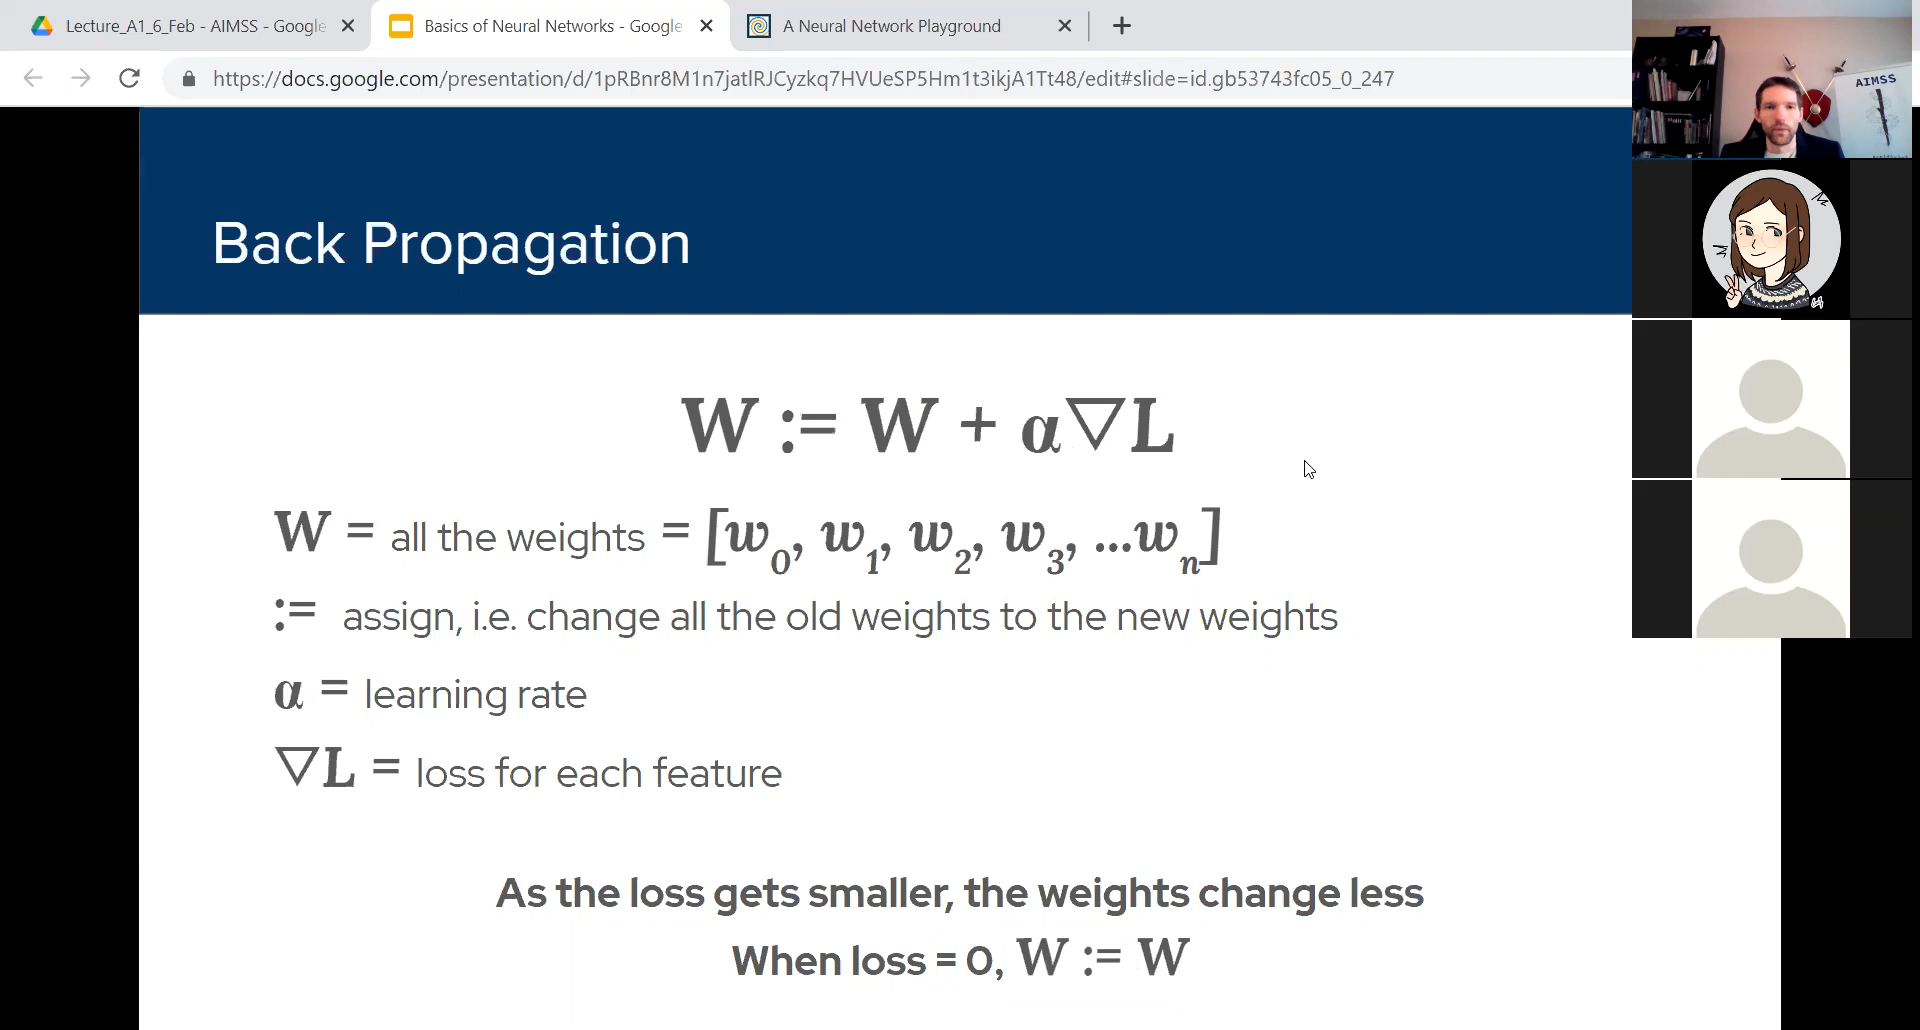 Lecture_A1_6_Feb - AIMSS - Google
Basics of Neural Networks - Google
A Neural Network Playground
https://docs.google.com/presentation/d/1pRBnr8M1n7jatlRJCyzkq7HVUeSP5Hm1t3ikjA1Tt48/edit#slide=id.gb53743fc05_0_247
AIMSS
Back Propagation
W := W + α▽L
W = all the weights = [w₀, w₁, w₂, w₃, ...wₙ]
:= assign, i.e. change all the old weights to the new weights
α = learning rate
▽L = loss for each feature
As the loss gets smaller, the weights change less
When loss = 0, W := W